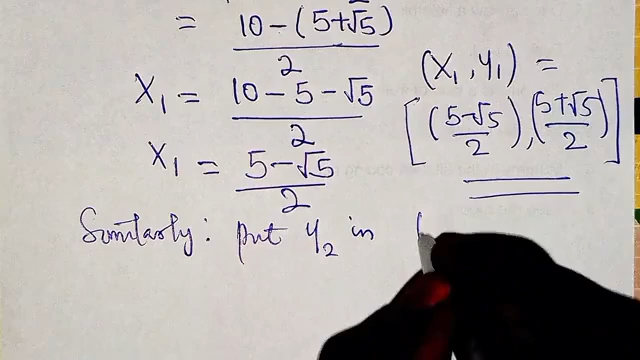 = 10 - (5+√5) / 2
X₁ = 10 - 5 - √5 / 2
X₁ = 5 - √5 / 2
(X₁, y₁) =
[(5-√5 / 2), (5+√5 / 2)]
Similarly: put y₂ in